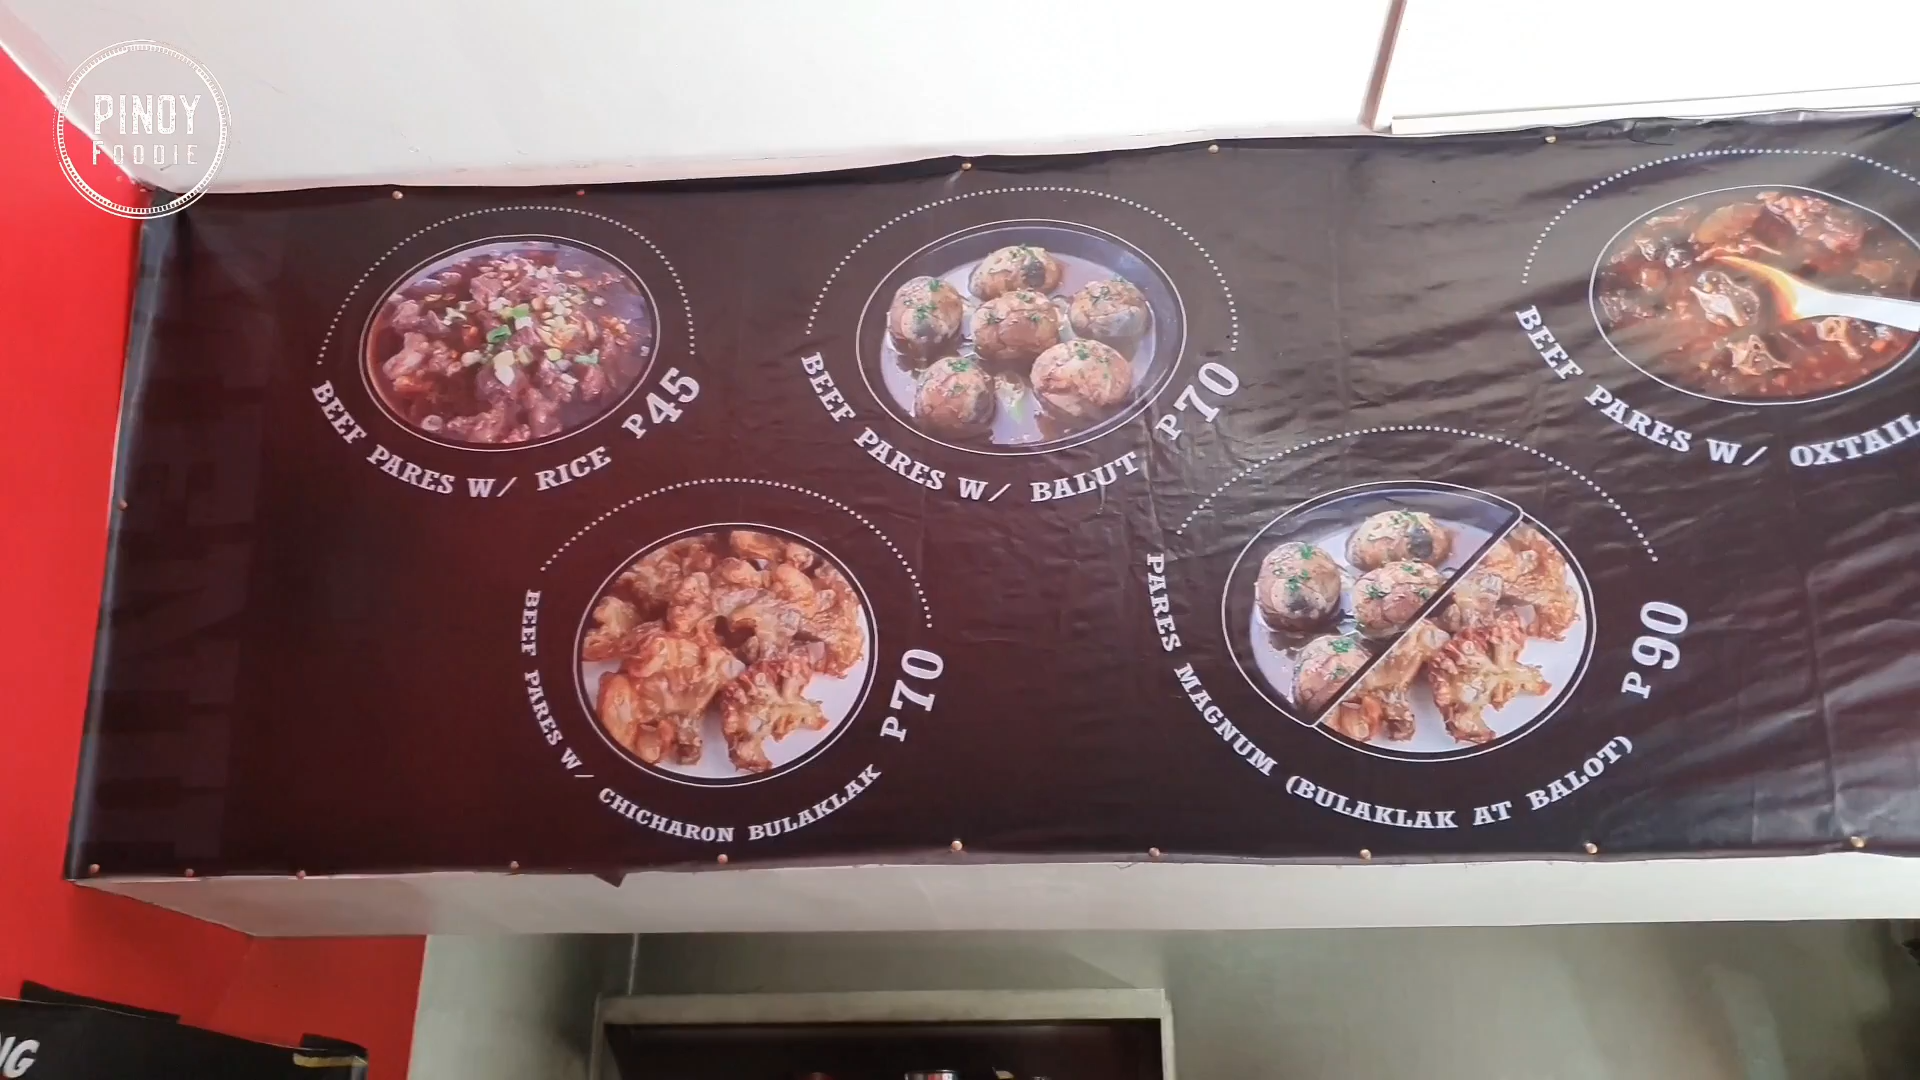 PINOY
FOODIE
BEEF PARES W/ RICE P45
BEEF PARES W/ BALUT P70
BEEF PARES W/ OXTAIL
BEEF PARES W/ CHICHARON BULAKLAK P70
PARES MAGNUM (BULAKLAK AT BALOT) P90